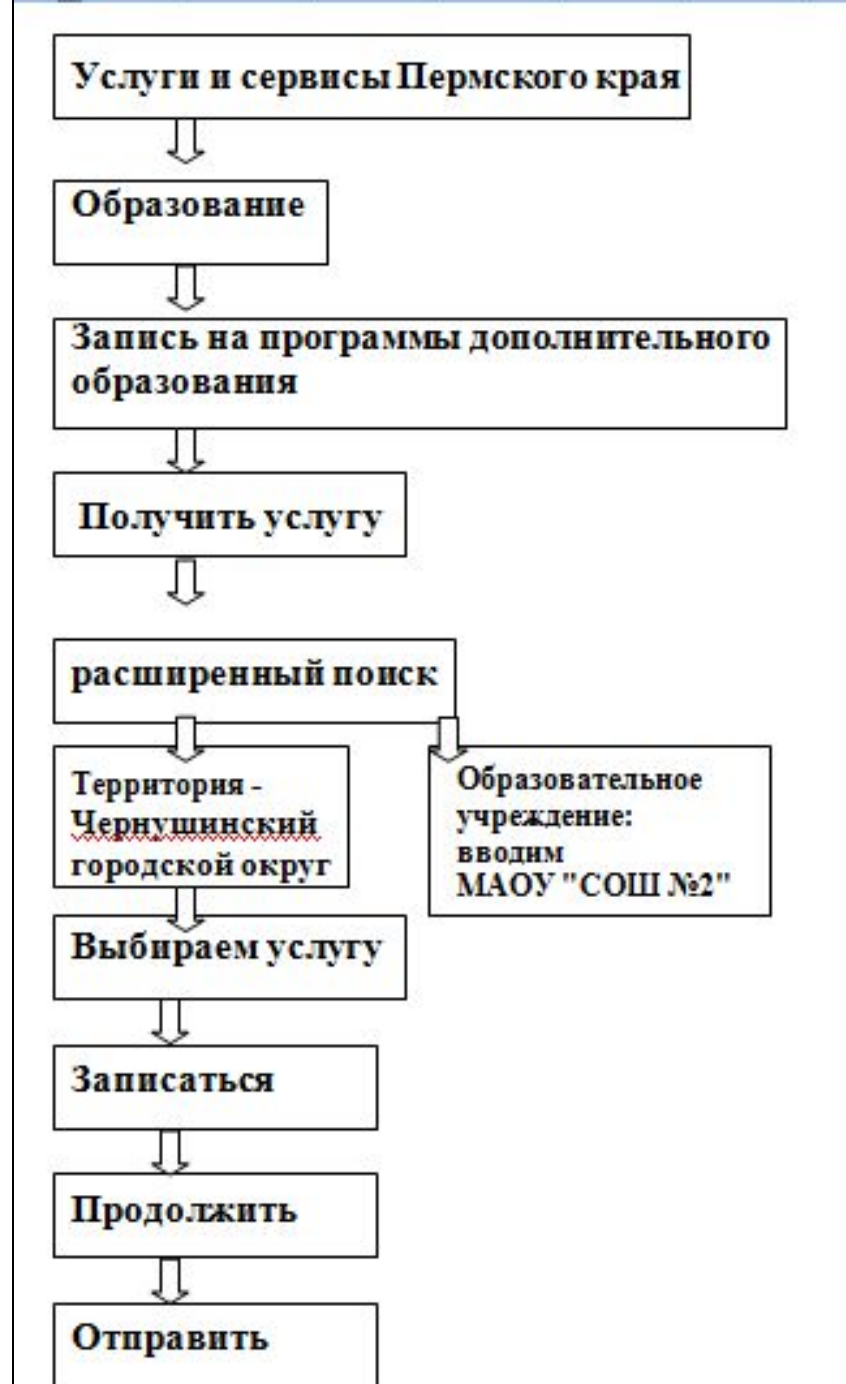 Услуги и сервисы Пермского края
Образование
Запись на программы дополнительного
образования
Получить услугу
расширенный поиск
Территория -
Чернушинский
городской округ
Образовательное
учреждение:
вводим
МАОУ "СОШ №2"
Выбираем услугу
Записаться
Продолжить
Отправить